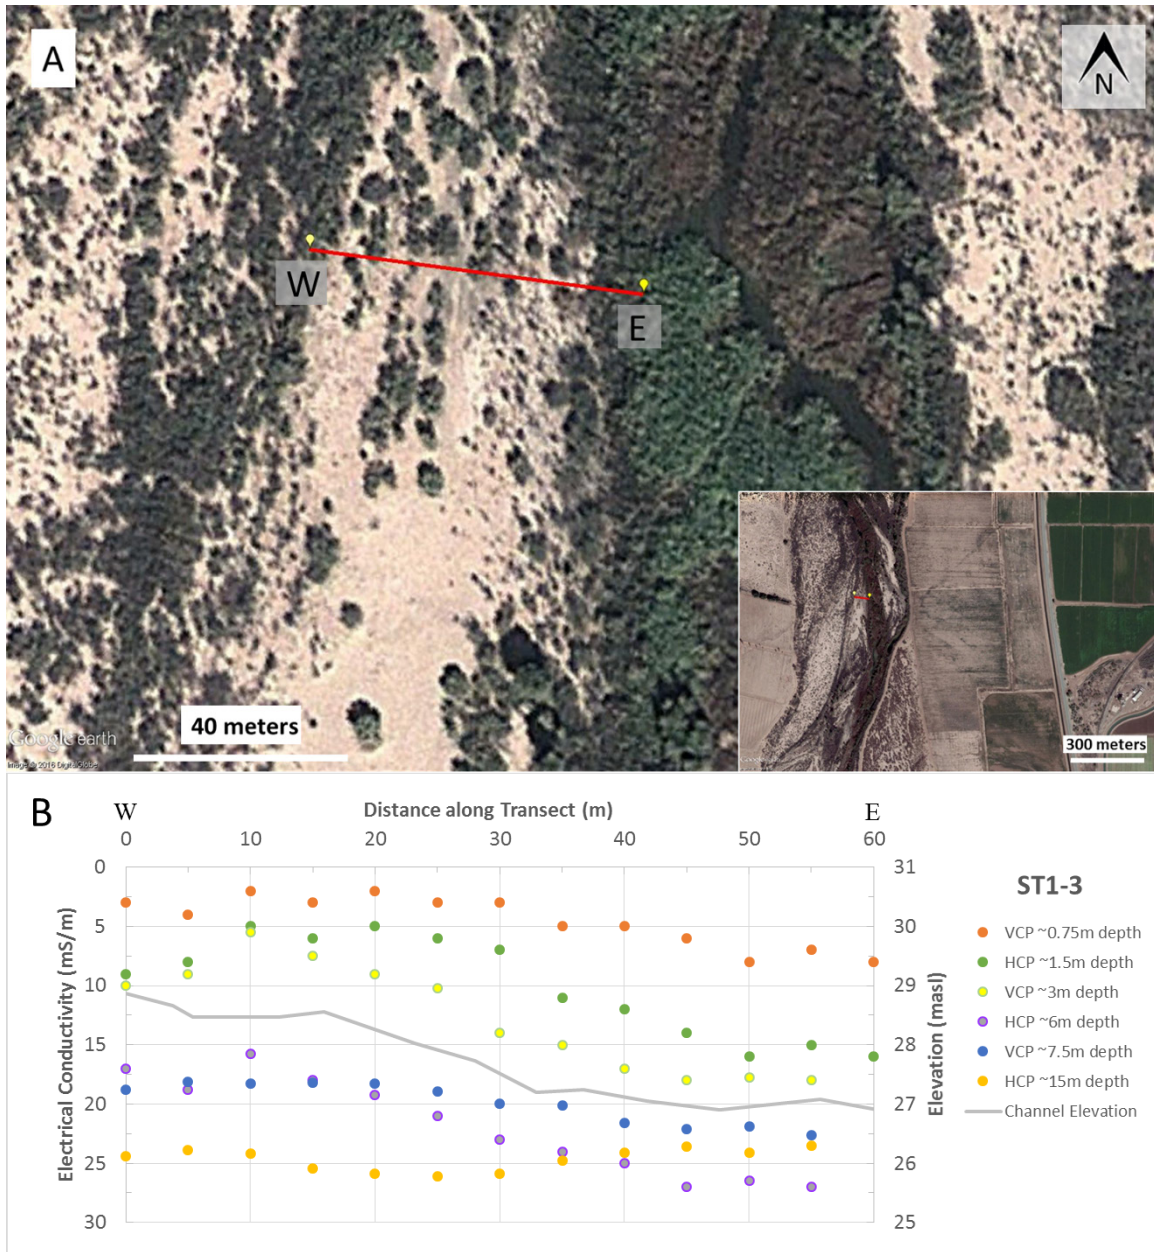 A
N
W
E
40 meters
Google earth
Image © 2016 DigitalGlobe
300 meters
B
W
Distance along Transect (m)
E
0 10 20 30 40 50 60
Electrical Conductivity (mS/m)
0
5
10
15
20
25
30
31
30
29
28
27
26
25
Elevation (masl)
ST1-3
VCP ~0.75m depth
HCP ~1.5m depth
VCP ~3m depth
HCP ~6m depth
VCP ~7.5m depth
HCP ~15m depth
Channel Elevation